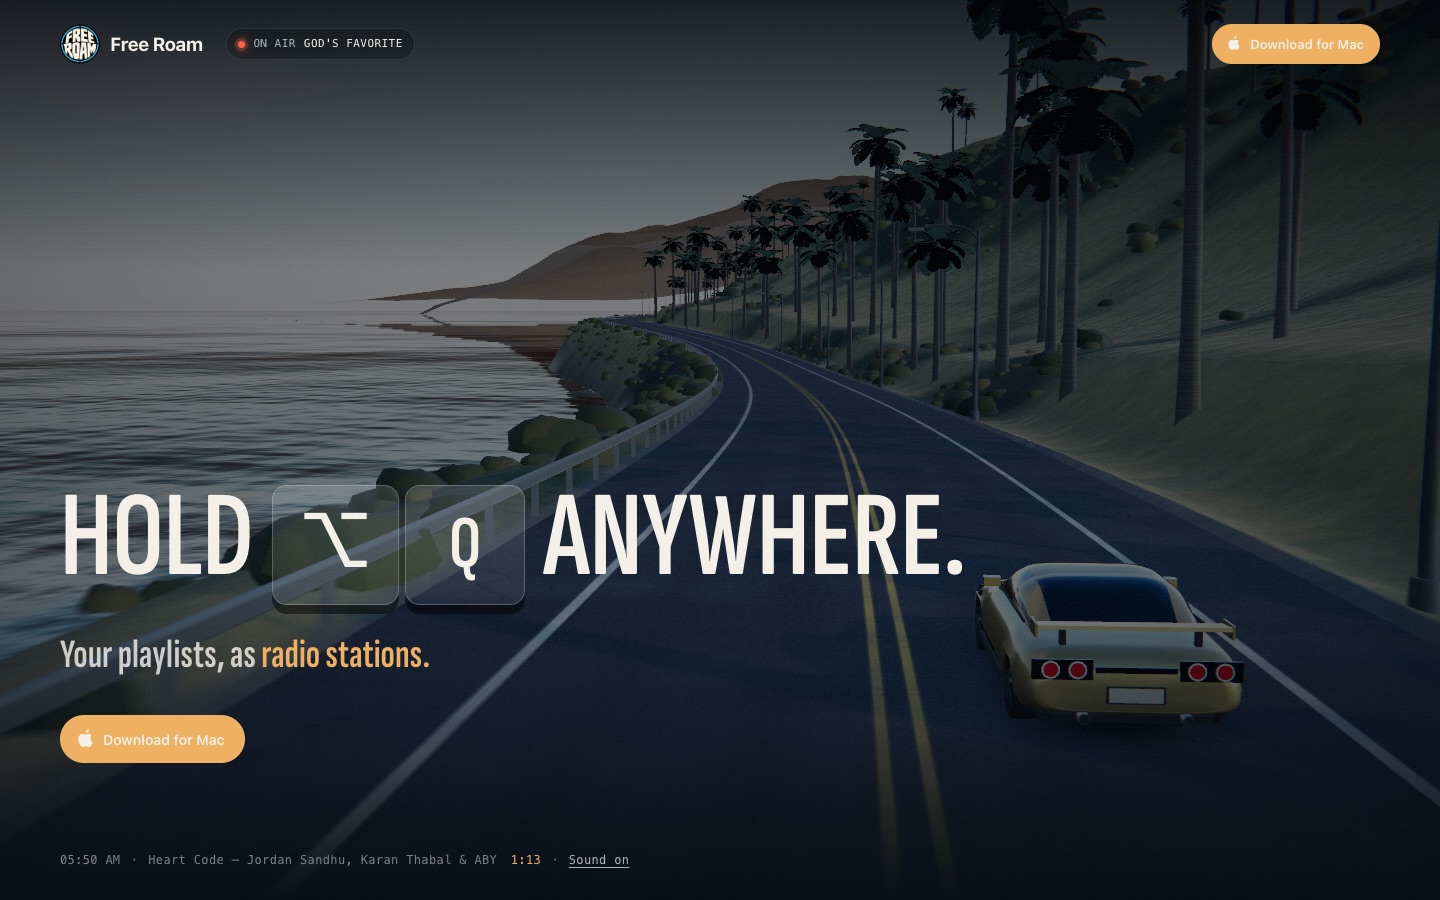 FREE ROAM
Free Roam
ON AIR GOD'S FAVORITE
Download for Mac
HOLD ⌥ Q ANYWHERE.
Your playlists, as radio stations.
Download for Mac
05:50 AM · Heart Code — Jordan Sandhu, Karan Thabal & ABY 1:13 · Sound on